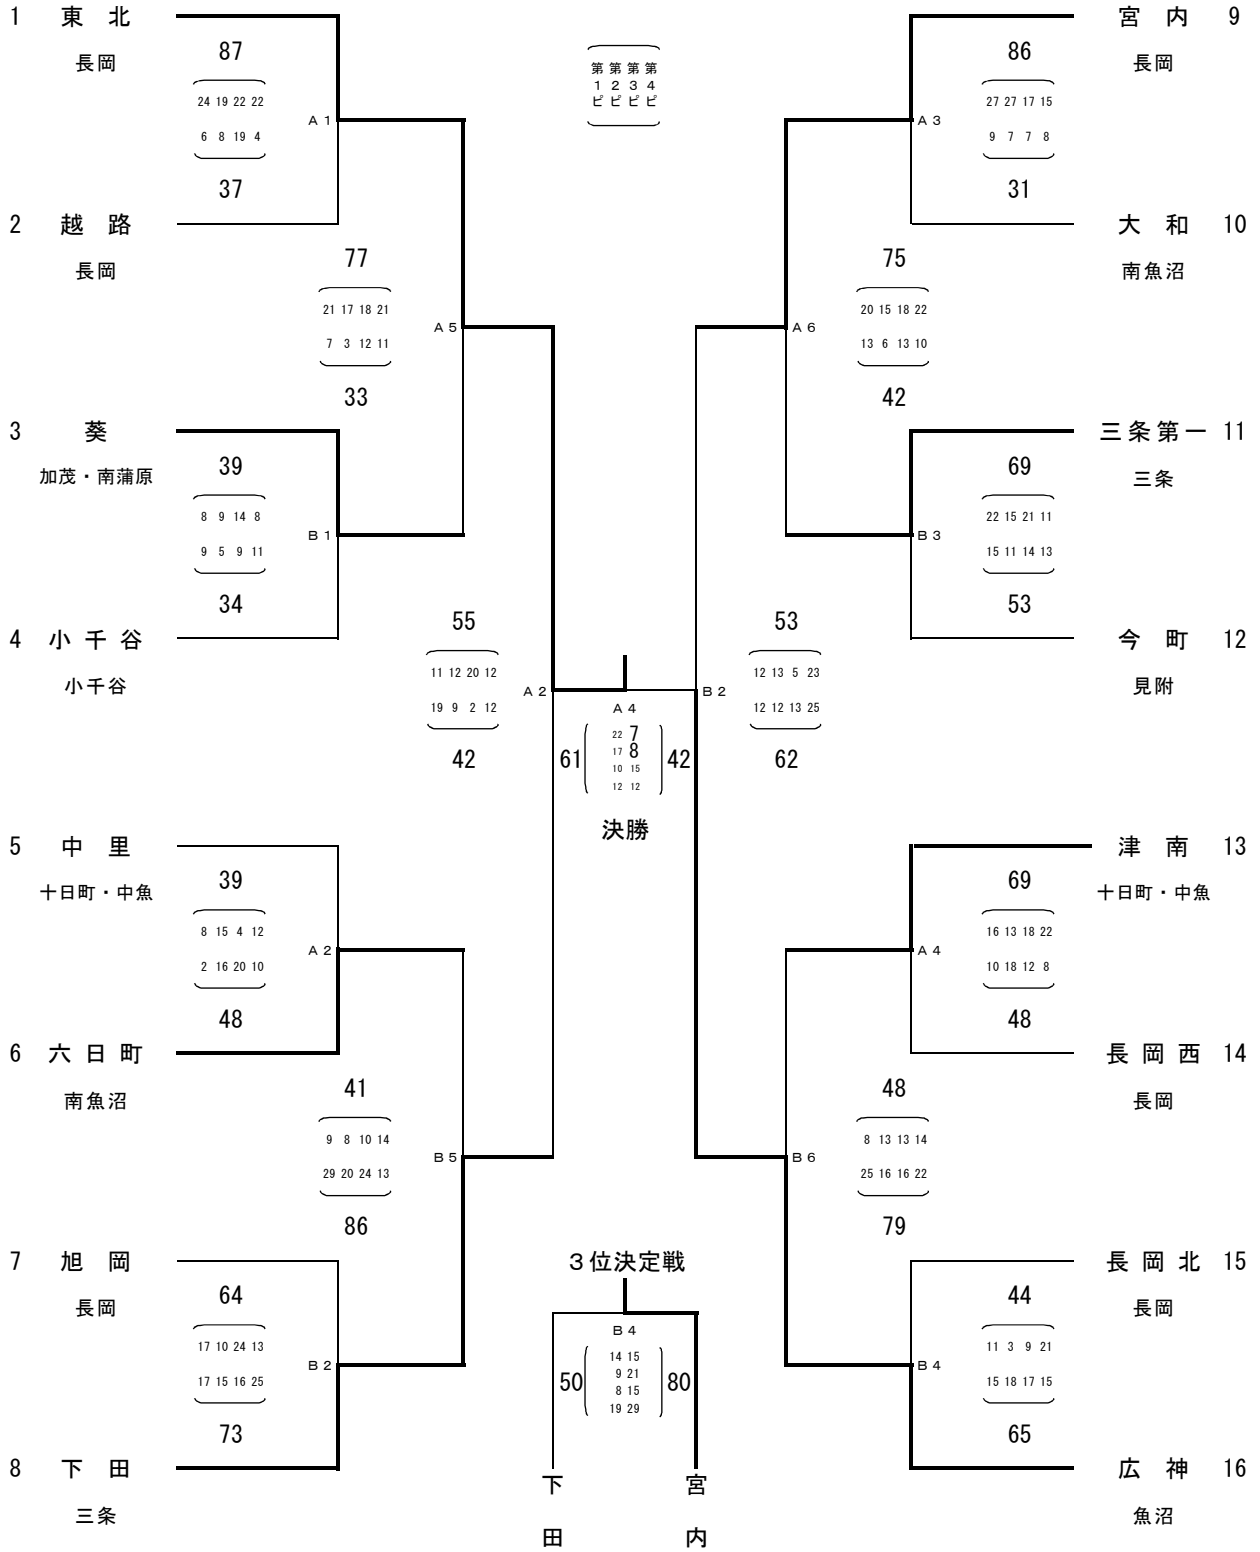 1 東 北
長岡
87
24 19 22 22
6 8 19 4
37
A1
2 越 路
長岡
77
21 17 18 21
7 3 12 11
33
A5
3 葵
加茂・南蒲原
39
8 9 14 8
9 5 9 11
34
B1
4 小 千 谷
小千谷
55
11 12 20 12
19 9 2 12
42
A2
5 中 里
十日町・中魚
39
8 15 4 12
2 16 20 10
48
A2
6 六 日 町
南魚沼
41
9 8 10 14
29 20 24 13
86
B5
7 旭 岡
長岡
64
17 10 24 13
17 15 16 25
73
B2
8 下 田
三条
第1ピ 第2ピ 第3ピ 第4ピ
A4
61
22 7
17 8
10 15
12 12
42
決勝
3位決定戦
B4
50
14 15
9 21
8 15
19 29
80
下田
宮内
宮 内 9
長岡
86
27 27 17 15
9 7 7 8
31
A3
大 和 10
南魚沼
75
20 15 18 22
13 6 13 10
42
A6
三条第一 11
三条
69
22 15 21 11
15 11 14 13
53
B3
今 町 12
見附
53
12 13 5 23
12 12 13 25
62
B2
津 南 13
十日町・中魚
69
16 13 18 22
10 18 12 8
48
A4
長 岡 西 14
長岡
48
8 13 13 14
25 16 16 22
79
B6
長 岡 北 15
長岡
44
11 3 9 21
15 18 17 15
65
B4
広 神 16
魚沼